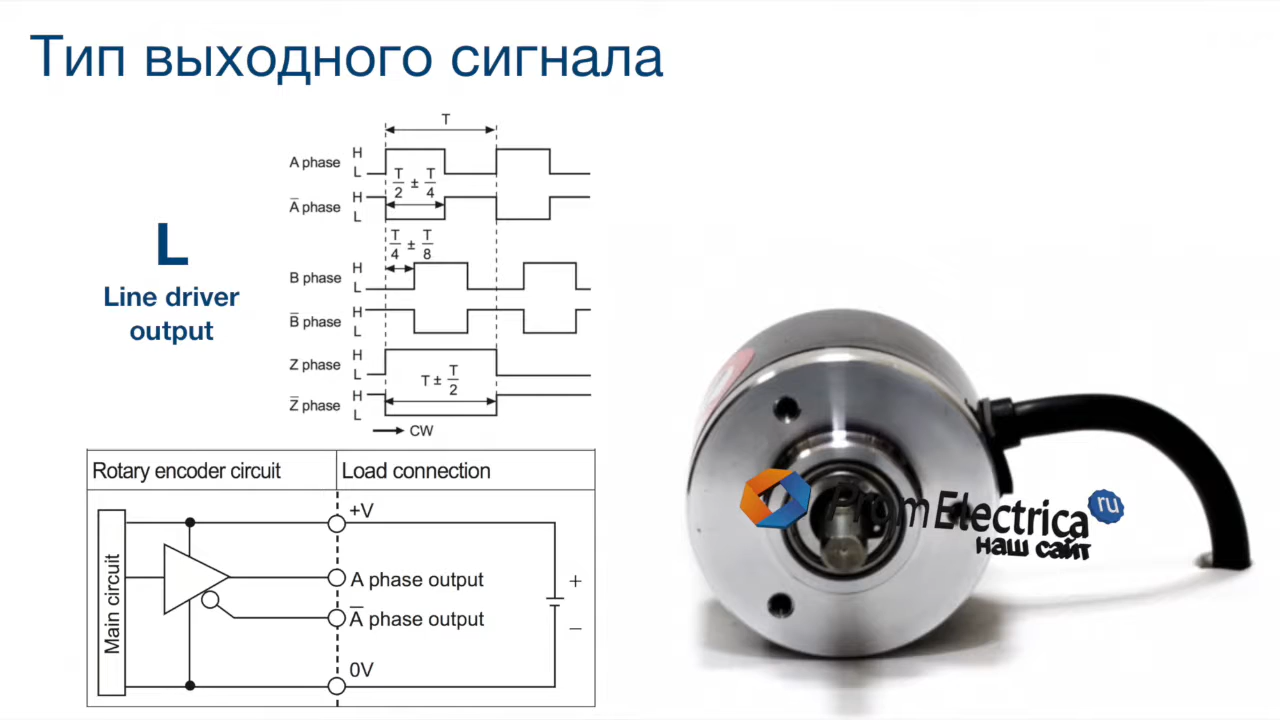 Тип выходного сигнала
L
Line driver
output
T
A phase H
L
T/2 ± T/4
A̅ phase H
L
T/4 ± T/8
B phase H
L
B̅ phase H
L
Z phase H
L
T ± T/2
Z̅ phase H
L
CW
Rotary encoder circuit
Load connection
Main circuit
+V
A phase output
A̅ phase output
0V
+
−
PromElectrica ru
наш сайт